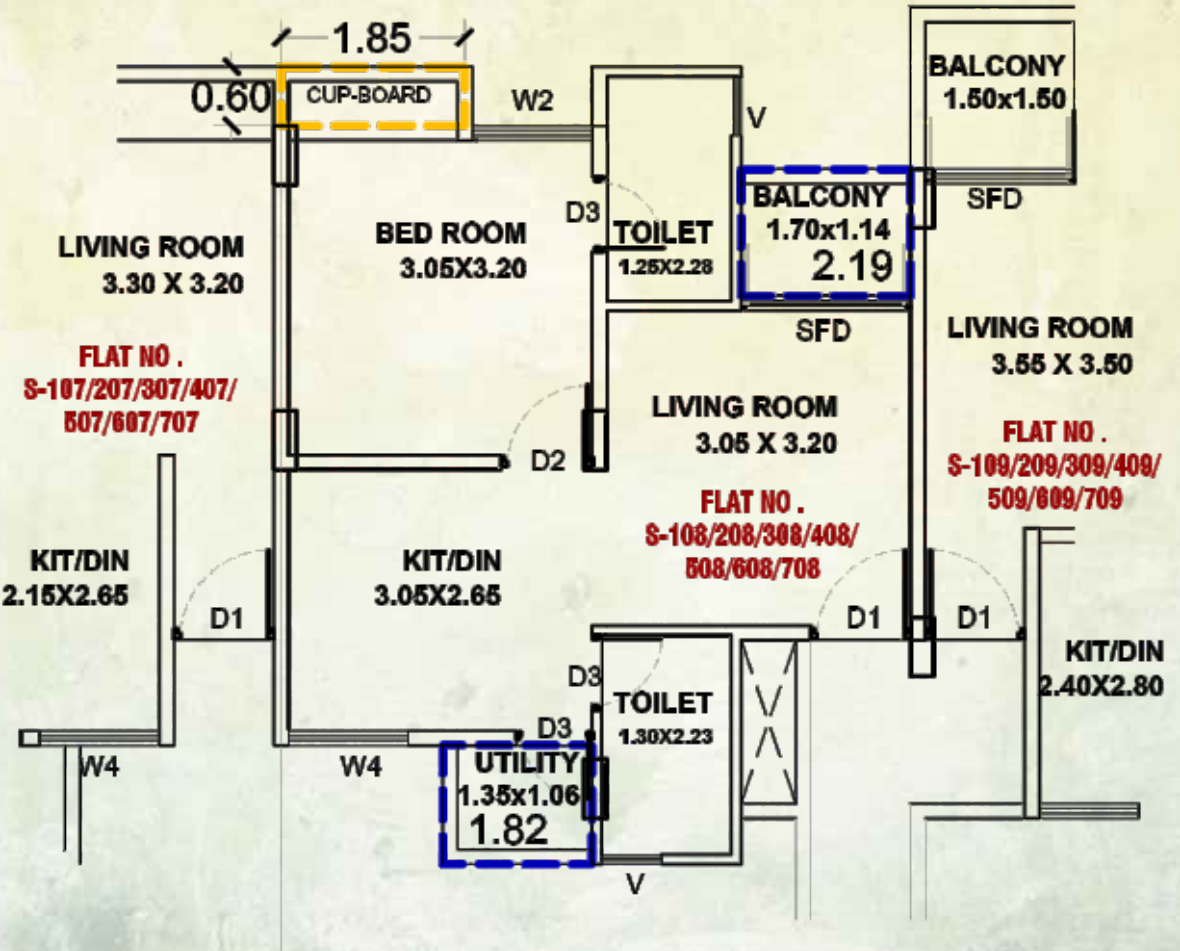 1.85
0.60
CUP-BOARD
W2
V
BALCONY
1.50x1.50
SFD
LIVING ROOM
3.30 X 3.20
FLAT NO .
S-107/207/307/407/
507/607/707
BED ROOM
3.05X3.20
D3
TOILET
1.25X2.28
BALCONY
1.70x1.14
2.19
SFD
LIVING ROOM
3.55 X 3.50
FLAT NO .
S-109/209/309/409/
509/609/709
LIVING ROOM
3.05 X 3.20
FLAT NO .
S-108/208/308/408/
508/608/708
D2
KIT/DIN
2.15X2.65
D1
KIT/DIN
3.05X2.65
D1
D1
KIT/DIN
2.40X2.80
D3
TOILET
1.30X2.23
D3
W4
W4
UTILITY
1.35x1.06
1.82
V